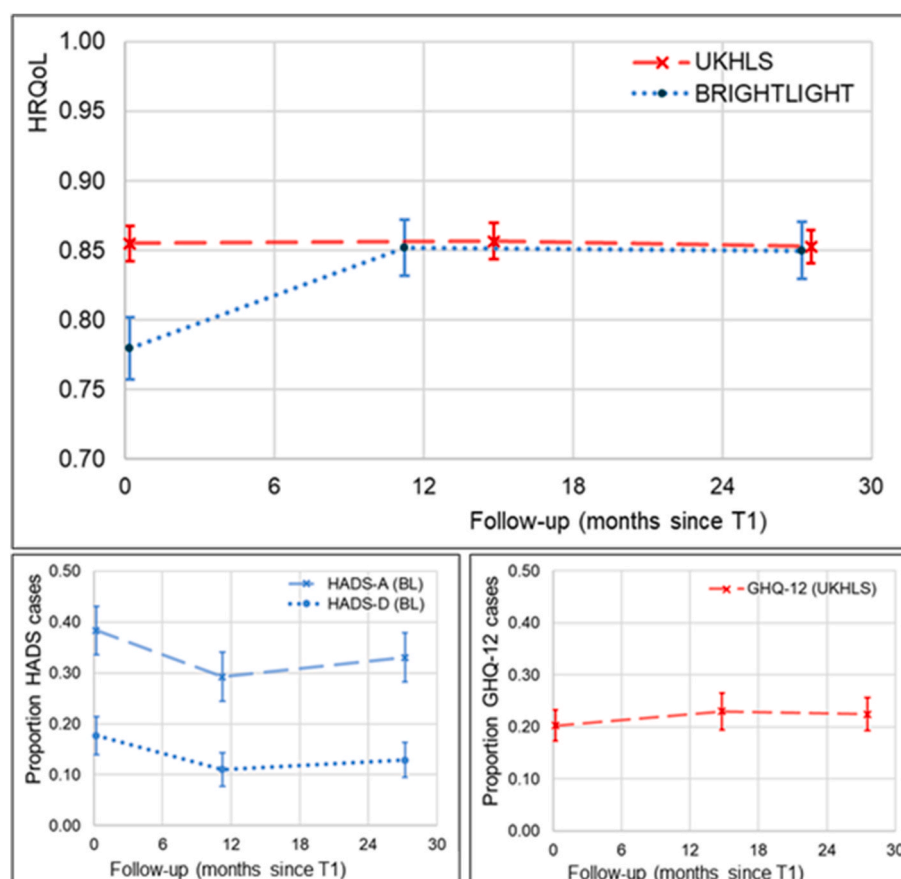 1.00
UKHLS
BRIGHTLIGHT
0.95
HRQoL
0.90
0.85
0.80
0.75
0.70
0 6 12 18 24 30
Follow-up (months since T1)
0.50
HADS-A (BL)
HADS-D (BL)
0.40
0.30
0.20
0.10
0.00
Proportion HADS cases
0 6 12 18 24 30
Follow-up (months since T1)
0.50
GHQ-12 (UKHLS)
0.40
0.30
0.20
0.10
0.00
Proportion GHQ-12 cases
0 6 12 18 24 30
Follow-up (months since T1)